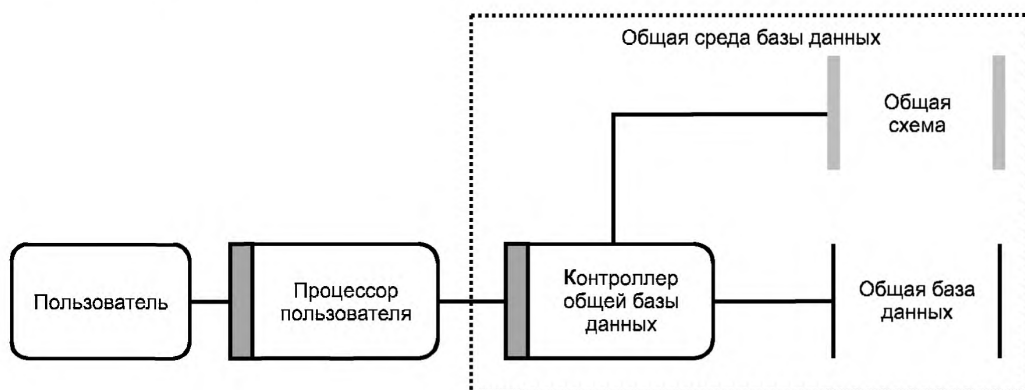 Общая среда базы данных
Общая
схема
Пользователь
Процессор
пользователя
Контроллер
общей базы
данных
Общая база
данных